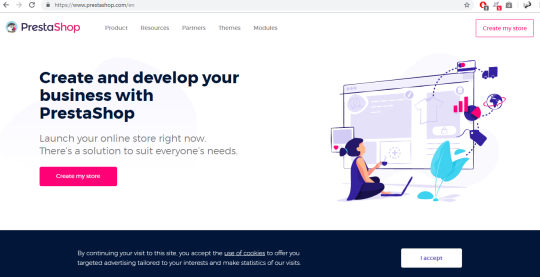 https://www.prestashop.com/en
PrestaShop
Product Resources Partners Themes Modules
Create my store
Create and develop your
business with
PrestaShop
Launch your online store right now.
There's a solution to suit everyone's needs.
Create my store
By continuing your visit to this site, you accept the use of cookies to offer you
targeted advertising tailored to your interests and make statistics of our visits.
I accept